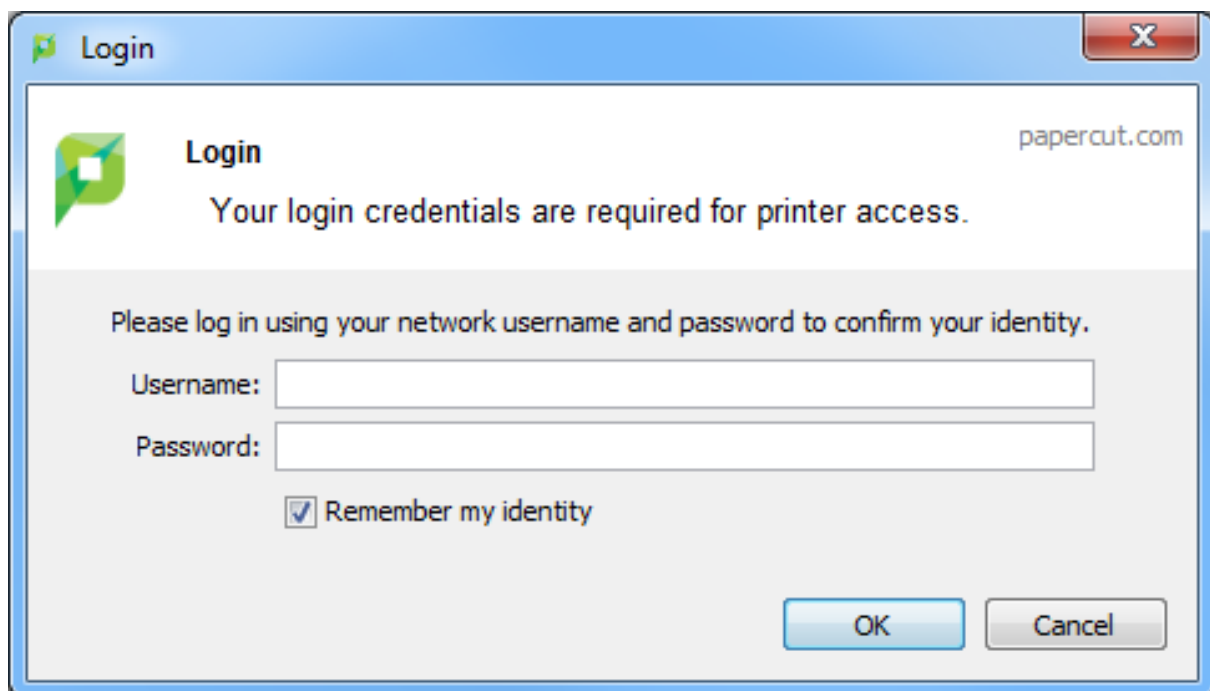 Login
papercut.com
Login
Your login credentials are required for printer access.
Please log in using your network username and password to confirm your identity.
Username:
Password:
Remember my identity
OK Cancel